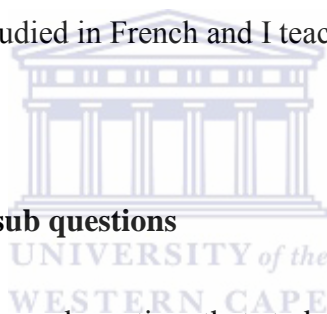 udied in French and I teac
sub questions
UNIVERSITY of the
WESTERN CAPE